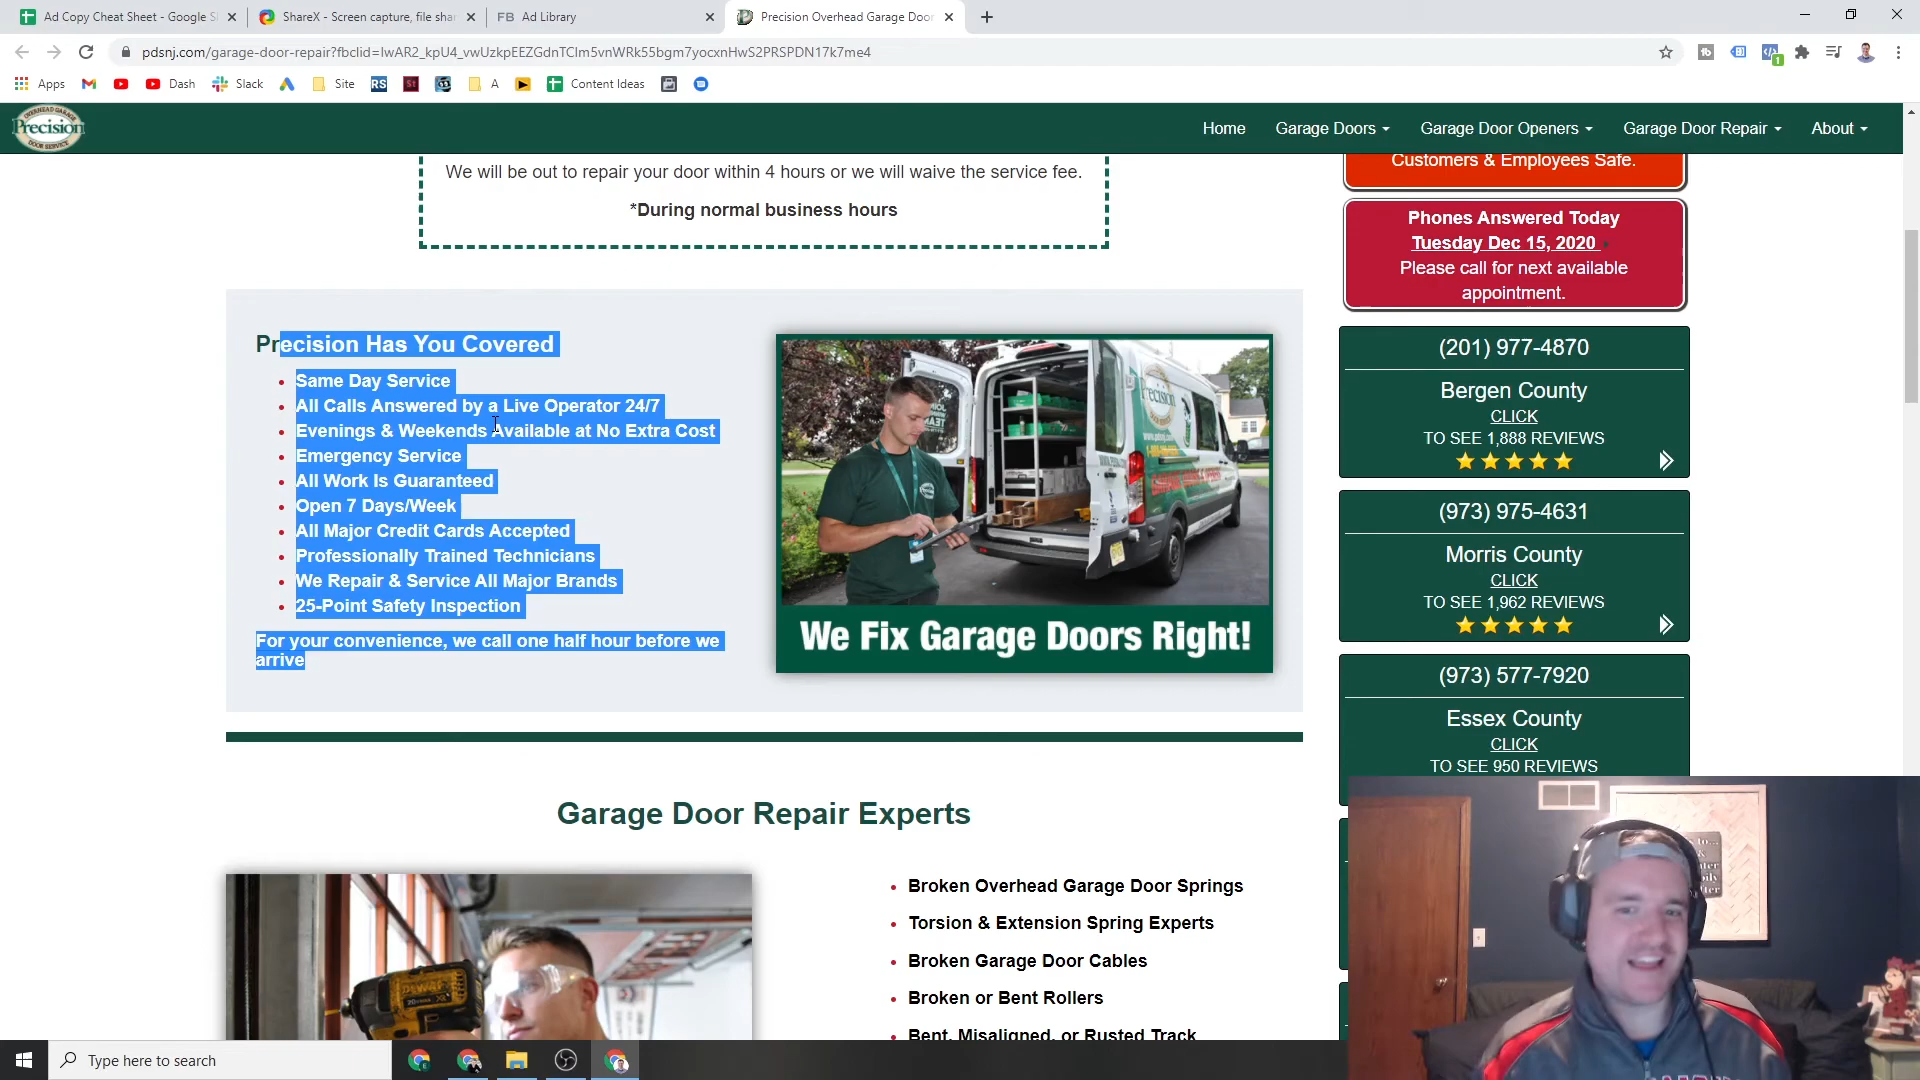 Ad Copy Cheat Sheet - Google S
ShareX - Screen capture, file shar
FB Ad Library
Precision Overhead Garage Door
pdsnj.com/garage-door-repair?fbclid=IwAR2_kpU4_vwUzkpEEZGdnTClm5vnWRk55bgm7yocxnHwS2PRSPDN17k7me4
Apps
Dash
Slack
Site
RS
A
Content Ideas
OVERHEAD GARAGE
Precision
DOOR SERVICE
Home
Garage Doors
Garage Door Openers
Garage Door Repair
About
We will be out to repair your door within 4 hours or we will waive the service fee.
*During normal business hours
Precision Has You Covered
Same Day Service
All Calls Answered by a Live Operator 24/7
Evenings & Weekends Available at No Extra Cost
Emergency Service
All Work Is Guaranteed
Open 7 Days/Week
All Major Credit Cards Accepted
Professionally Trained Technicians
We Repair & Service All Major Brands
25-Point Safety Inspection
For your convenience, we call one half hour before we
arrive
Precision
We Fix Garage Doors Right!
Customers & Employees Safe.
Phones Answered Today
Tuesday Dec 15, 2020
Please call for next available
appointment.
(201) 977-4870
Bergen County
CLICK
TO SEE 1,888 REVIEWS
(973) 975-4631
Morris County
CLICK
TO SEE 1,962 REVIEWS
(973) 577-7920
Essex County
CLICK
TO SEE 950 REVIEWS
Garage Door Repair Experts
Broken Overhead Garage Door Springs
Torsion & Extension Spring Experts
Broken Garage Door Cables
Broken or Bent Rollers
Bent, Misaligned, or Rusted Track
DEWALT
Type here to search